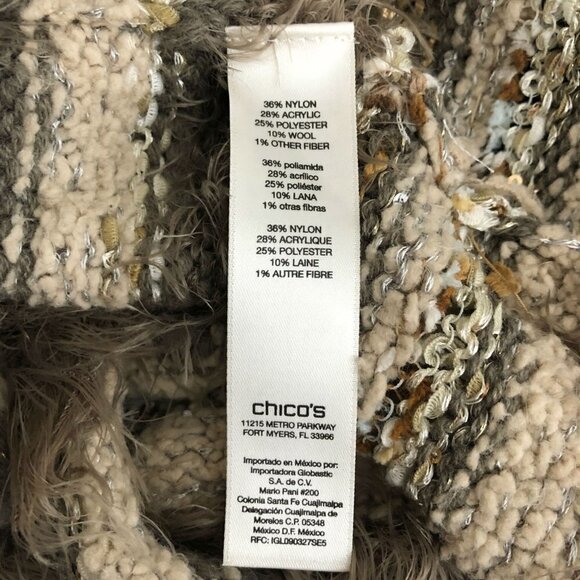 36% NYLON
28% ACRYLIC
25% POLYESTER
10% WOOL
1% OTHER FIBER
36% poliamida
28% acrílico
25% poliéster
10% LANA
1% otras fibras
36% NYLON
28% ACRYLIQUE
25% POLYESTER
10% LAINE
1% AUTRE FIBRE
chico's
11215 METRO PARKWAY
FORT MYERS, FL 33966
Importado en México por:
Importadora Globastic
S.A. de C.V.
Mario Pani #200
Colonia Santa Fe Cuajimalpa
Delegación Cuajimalpa de
Morelos C.P. 05348
México D.F. México
RFC: IGL090327SE5